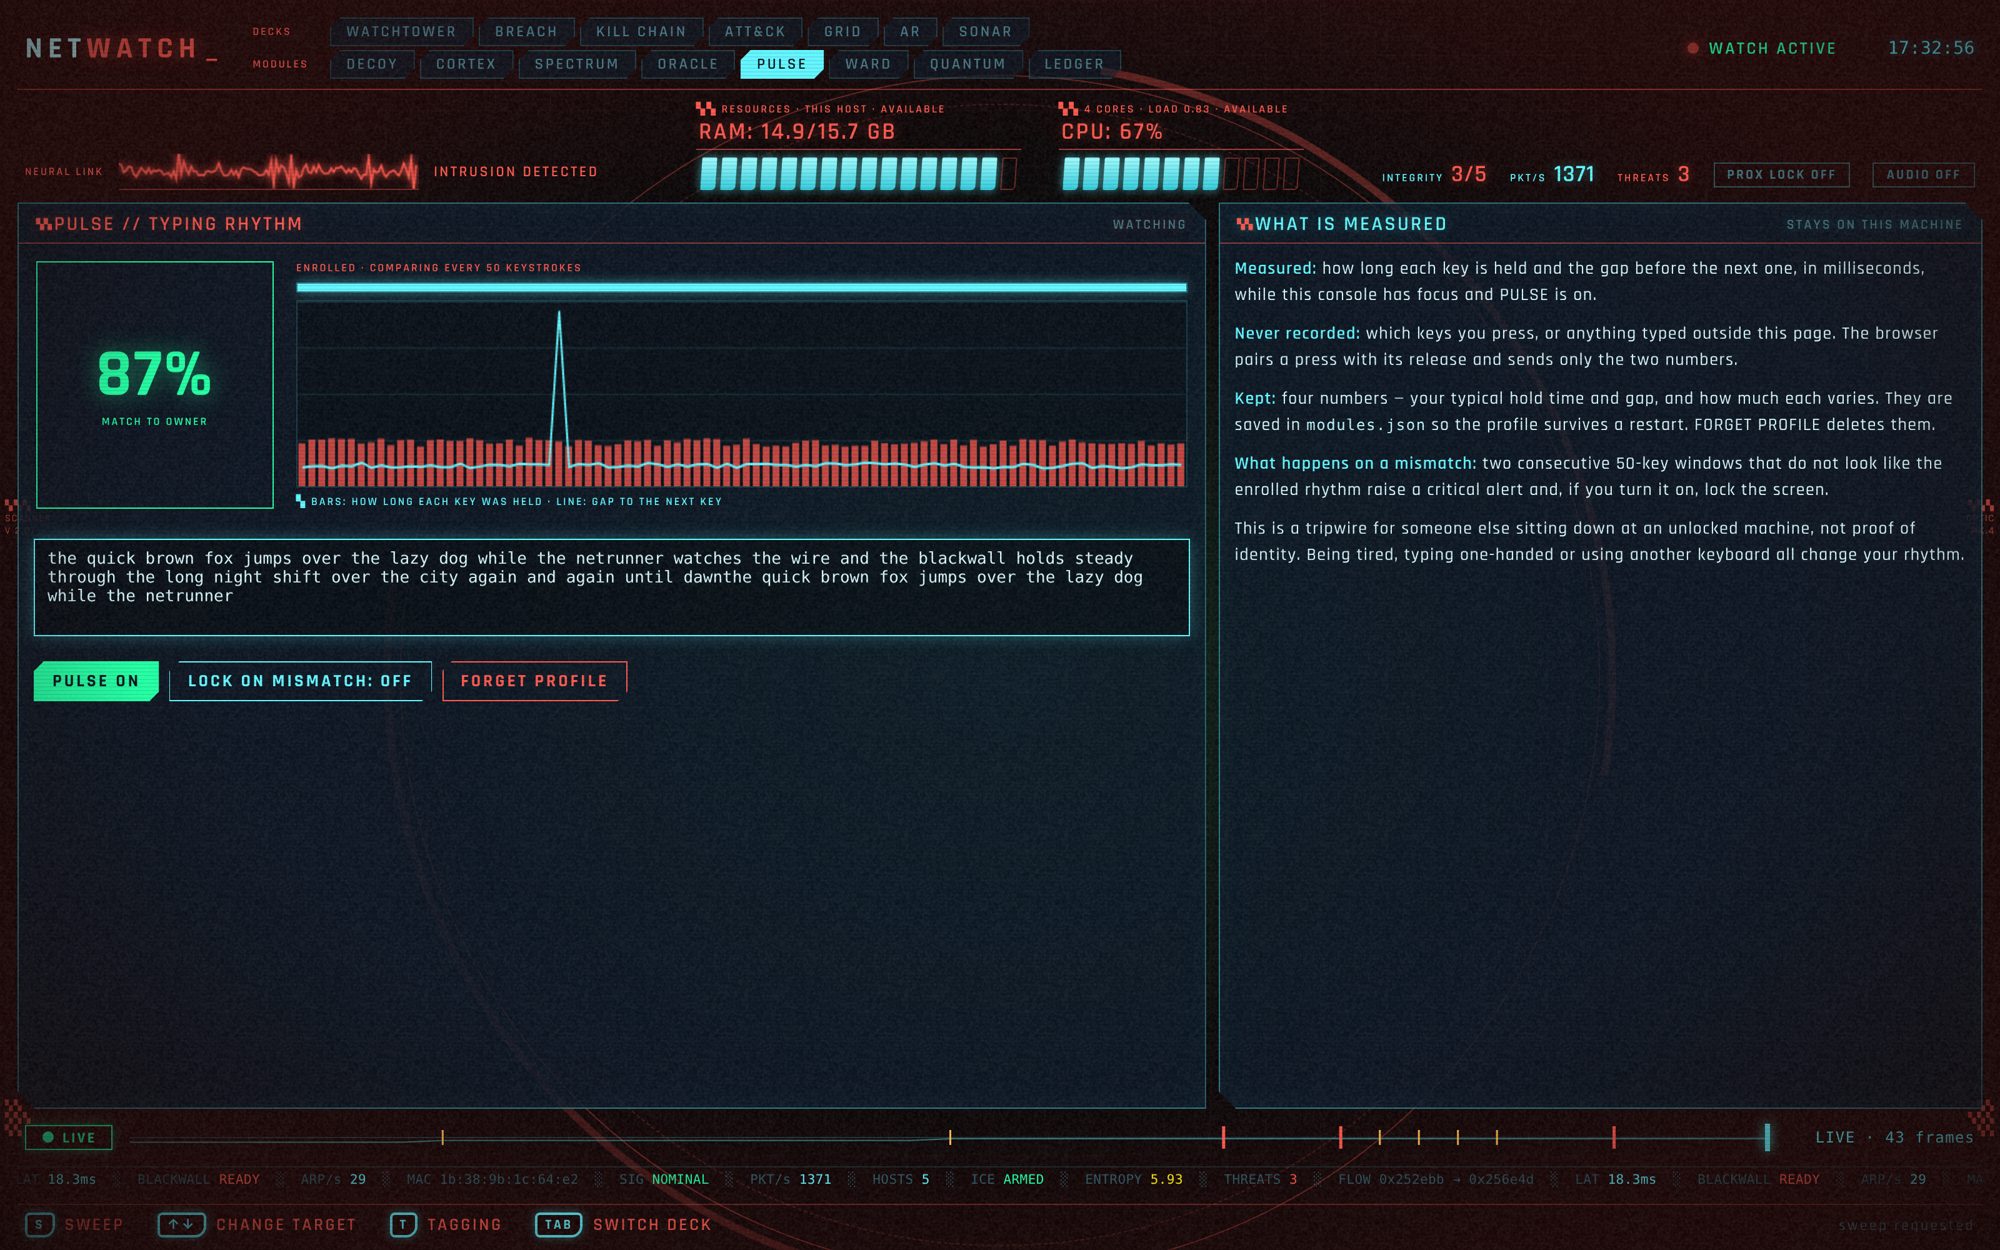 NETWATCH_
DECKS
WATCHTOWER BREACH KILL CHAIN ATT&CK GRID AR SONAR
MODULES
DECOY CORTEX SPECTRUM ORACLE PULSE WARD QUANTUM LEDGER
WATCH ACTIVE 17:32:56
NEURAL LINK
INTRUSION DETECTED
RESOURCES · THIS HOST · AVAILABLE
RAM: 14.9/15.7 GB
4 CORES · LOAD 0.83 · AVAILABLE
CPU: 67%
INTEGRITY 3/5 PKT/S 1371 THREATS 3 PROX LOCK OFF AUDIO OFF
PULSE // TYPING RHYTHM WATCHING
87%
MATCH TO OWNER
ENROLLED · COMPARING EVERY 50 KEYSTROKES
BARS: HOW LONG EACH KEY WAS HELD · LINE: GAP TO THE NEXT KEY
the quick brown fox jumps over the lazy dog while the netrunner watches the wire and the blackwall holds steady
through the long night shift over the city again and again until dawnthe quick brown fox jumps over the lazy dog
while the netrunner
PULSE ON LOCK ON MISMATCH: OFF FORGET PROFILE
WHAT IS MEASURED STAYS ON THIS MACHINE
Measured: how long each key is held and the gap before the next one, in milliseconds,
while this console has focus and PULSE is on.
Never recorded: which keys you press, or anything typed outside this page. The browser
pairs a press with its release and sends only the two numbers.
Kept: four numbers — your typical hold time and gap, and how much each varies. They are
saved in modules.json so the profile survives a restart. FORGET PROFILE deletes them.
What happens on a mismatch: two consecutive 50-key windows that do not look like the
enrolled rhythm raise a critical alert and, if you turn it on, lock the screen.
This is a tripwire for someone else sitting down at an unlocked machine, not proof of
identity. Being tired, typing one-handed or using another keyboard all change your rhythm.
LIVE
LIVE · 43 frames
LAT 18.3ms BLACKWALL READY ARP/s 29 MAC 1b:38:9b:1c:64:e2 SIG NOMINAL PKT/s 1371 HOSTS 5 ICE ARMED ENTROPY 5.93 THREATS 3 FLOW 0x252ebb → 0x256e4d LAT 18.3ms BLACKWALL READY ARP/s 29 MA
S SWEEP ↑↓ CHANGE TARGET T TAGGING TAB SWITCH DECK
sweep requested